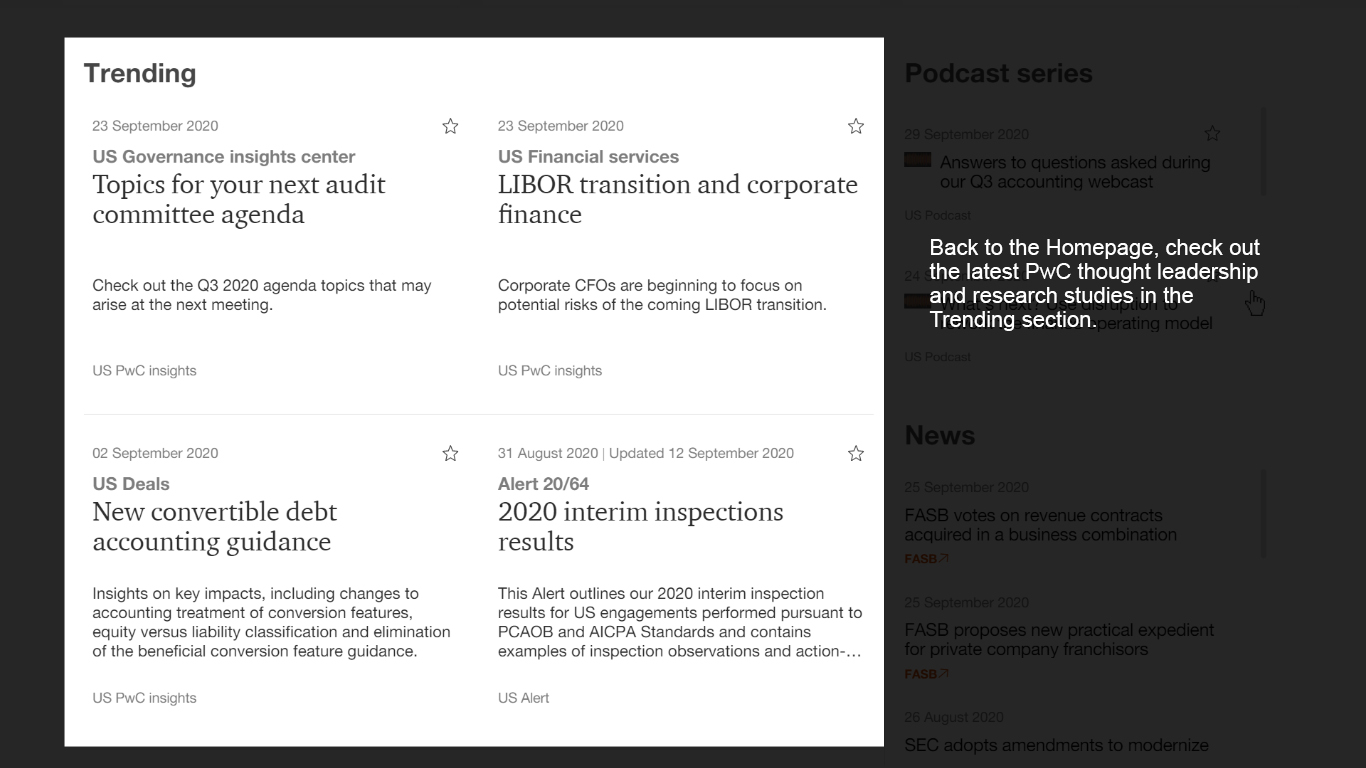 Trending
23 September 2020
US Governance insights center
Topics for your next audit
committee agenda
Check out the Q3 2020 agenda topics that may
arise at the next meeting.
US PwC insights
23 September 2020
US Financial services
LIBOR transition and corporate
finance
Corporate CFOs are beginning to focus on
potential risks of the coming LIBOR transition.
US PwC insights
02 September 2020
US Deals
New convertible debt
accounting guidance
Insights on key impacts, including changes to
accounting treatment of conversion features,
equity versus liability classification and elimination
of the beneficial conversion feature guidance.
US PwC insights
31 August 2020 | Updated 12 September 2020
Alert 20/64
2020 interim inspections
results
This Alert outlines our 2020 interim inspection
results for US engagements performed pursuant to
PCAOB and AICPA Standards and contains
examples of inspection observations and action-...
US Alert
Podcast series
29 September 2020
Answers to questions asked during
our Q3 accounting webcast
US Podcast
Back to the Homepage, check out
the latest PwC thought leadership
and research studies in the
Trending section.
24
What's next? Use disruption to
operating model
US Podcast
News
25 September 2020
FASB votes on revenue contracts
acquired in a business combination
FASB
25 September 2020
FASB proposes new practical expedient
for private company franchisors
FASB
26 August 2020
SEC adopts amendments to modernize